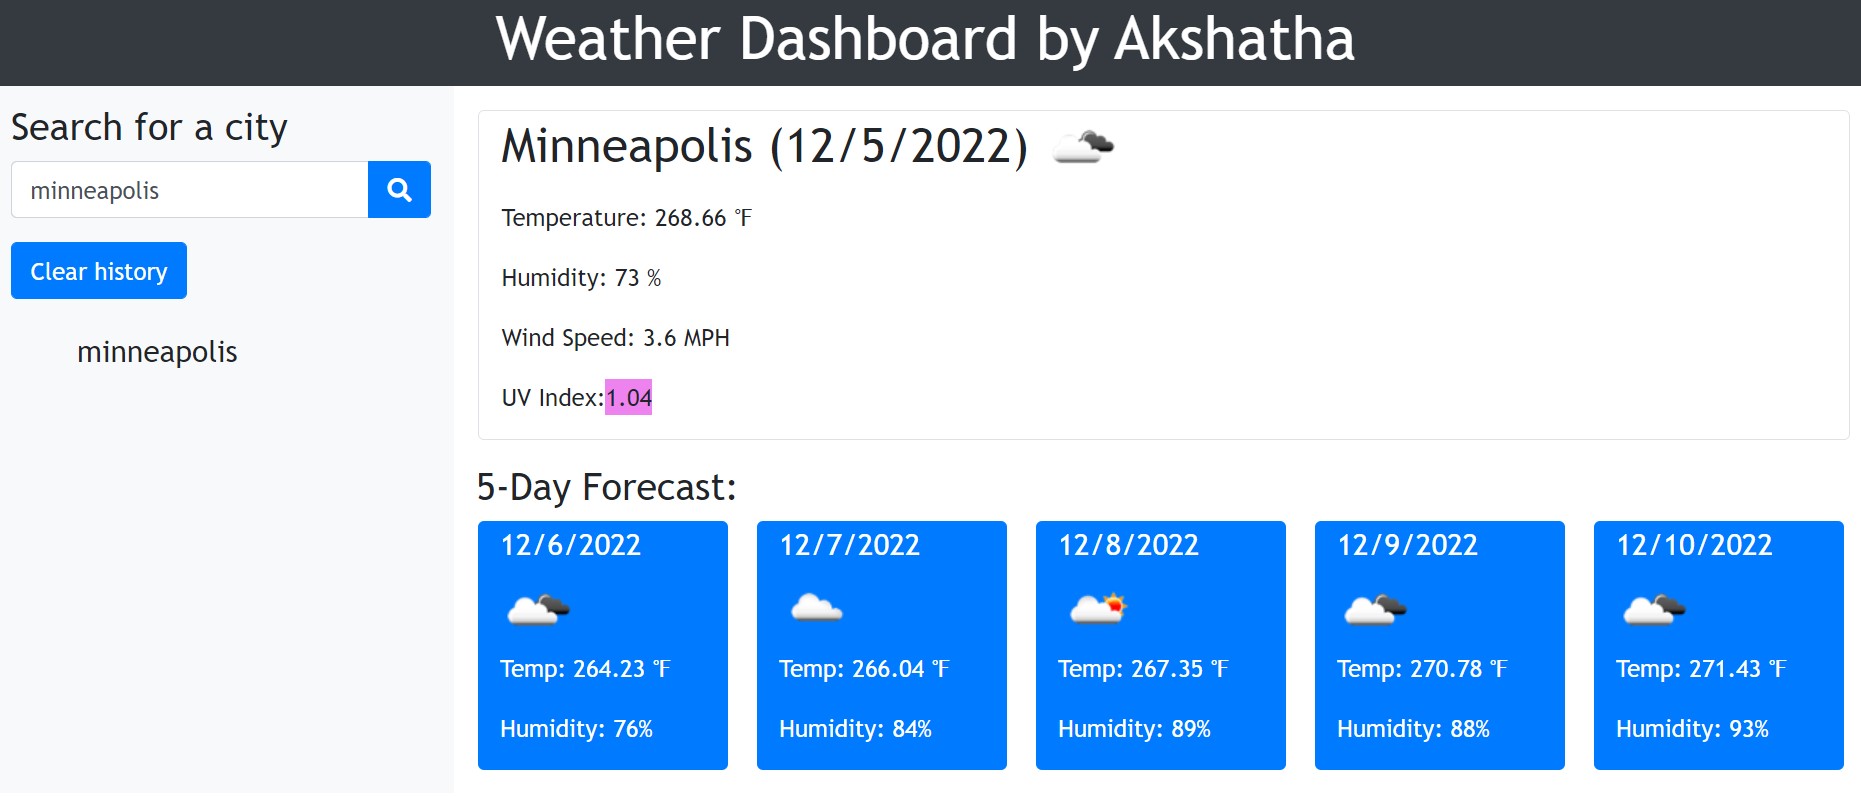 Weather Dashboard by Akshatha
Search for a city
minneapolis
Clear history
minneapolis
Minneapolis (12/5/2022)
Temperature: 268.66 °F
Humidity: 73 %
Wind Speed: 3.6 MPH
UV Index:1.04
5-Day Forecast:
12/6/2022
Temp: 264.23 °F
Humidity: 76%
12/7/2022
Temp: 266.04 °F
Humidity: 84%
12/8/2022
Temp: 267.35 °F
Humidity: 89%
12/9/2022
Temp: 270.78 °F
Humidity: 88%
12/10/2022
Temp: 271.43 °F
Humidity: 93%